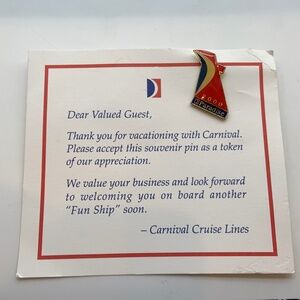 2000
Paradise
Dear Valued Guest,
Thank you for vacationing with Carnival.
Please accept this souvenir pin as a token
of our appreciation.
We value your business and look forward
to welcoming you on board another
"Fun Ship" soon.
– Carnival Cruise Lines